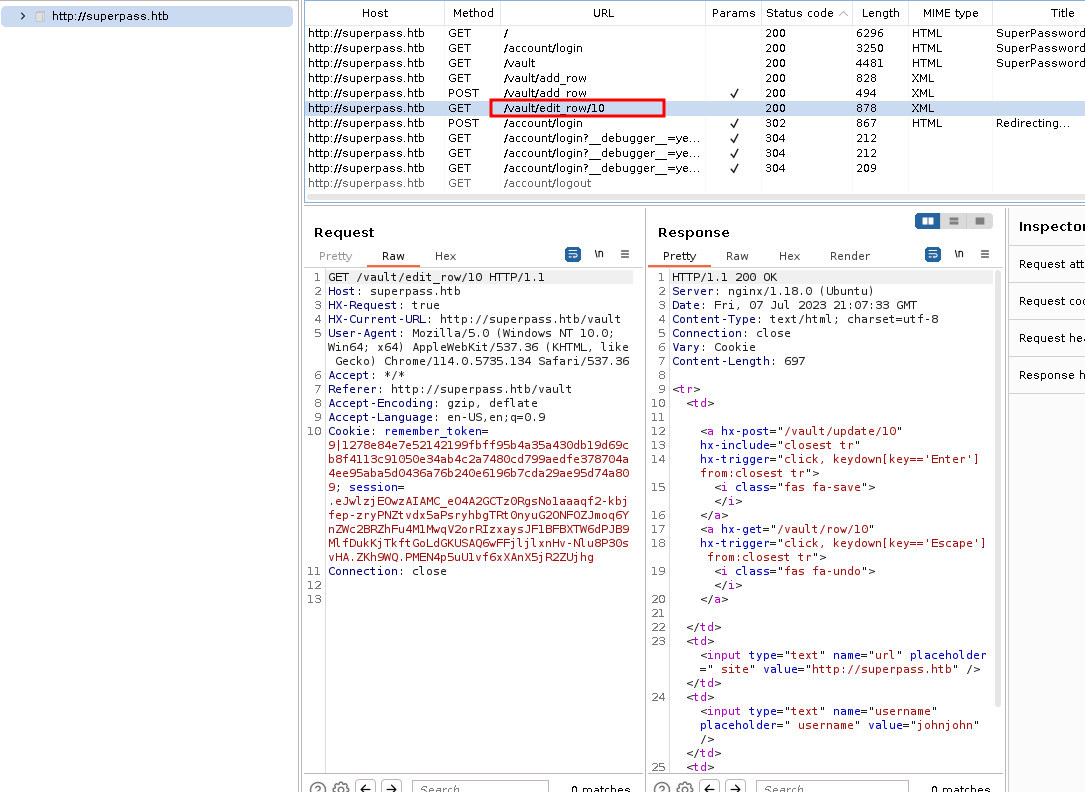 http://superpass.htb
Host Method URL Params Status code Length MIME type Title
http://superpass.htb GET / 200 6296 HTML SuperPassword
http://superpass.htb GET /account/login 200 3250 HTML SuperPassword
http://superpass.htb GET /vault 200 4481 HTML SuperPassword
http://superpass.htb GET /vault/add_row 200 828 XML
http://superpass.htb POST /vault/add_row ✓ 200 494 XML
http://superpass.htb GET /vault/edit_row/10 200 878 XML
http://superpass.htb POST /account/login ✓ 302 867 HTML Redirecting...
http://superpass.htb GET /account/login?__debugger__=ye... ✓ 304 212
http://superpass.htb GET /account/login?__debugger__=ye... ✓ 304 212
http://superpass.htb GET /account/login?__debugger__=ye... ✓ 304 209
http://superpass.htb GET /account/logout
Request
Pretty Raw Hex \n
1 GET /vault/edit_row/10 HTTP/1.1
2 Host: superpass.htb
3 HX-Request: true
4 HX-Current-URL: http://superpass.htb/vault
5 User-Agent: Mozilla/5.0 (Windows NT 10.0;
Win64; x64) AppleWebKit/537.36 (KHTML, like
Gecko) Chrome/114.0.5735.134 Safari/537.36
6 Accept: */*
7 Referer: http://superpass.htb/vault
8 Accept-Encoding: gzip, deflate
9 Accept-Language: en-US,en;q=0.9
10 Cookie: remember_token=
9|1278e84e7e52142199fbff95b4a35a430db19d69c
b8f4113c91050e34ab4c2a7480cd799aedfe378704a
4ee95aba5d0436a76b240e6196b7cda29ae95d74a80
9; session=
.eJwlzjEOwzAIAMC_eO4A2GCTz0RgsNo1aaaqf2-kbj
fep-zryPNZtvdx5aPsryhbgTRt0nyuG2ONFOZJmoq6Y
nZWc2BRZhFu4M1MwqV2orRIzxaysJF1BFBXTW6dPJB9
MlfDukKjTkftGoLdGKUSAQ6wFFjljlxnHv-Nlu8P30s
vHA.ZKh9WQ.PMEN4p5uU1vf6xXAnX5jR2ZUjhg
11 Connection: close
12
13
Search
0 matches
Response
Pretty Raw Hex Render \n
1 HTTP/1.1 200 OK
2 Server: nginx/1.18.0 (Ubuntu)
3 Date: Fri, 07 Jul 2023 21:07:33 GMT
4 Content-Type: text/html; charset=utf-8
5 Connection: close
6 Vary: Cookie
7 Content-Length: 697
8
9 <tr>
10 <td>
11
12 <a hx-post="/vault/update/10"
13 hx-include="closest tr"
14 hx-trigger="click, keydown[key=='Enter']
from:closest tr">
15 <i class="fas fa-save">
</i>
16 </a>
17 <a hx-get="/vault/row/10"
18 hx-trigger="click, keydown[key=='Escape']
from:closest tr">
19 <i class="fas fa-undo">
</i>
20 </a>
21
22 </td>
23 <td>
<input type="text" name="url" placeholder
=" site" value="http://superpass.htb" />
</td>
24 <td>
<input type="text" name="username"
placeholder=" username" value="johnjohn"
/>
</td>
25 <td>
Search
0 matches
Inspector
Request att
Request coo
Request hea
Response h